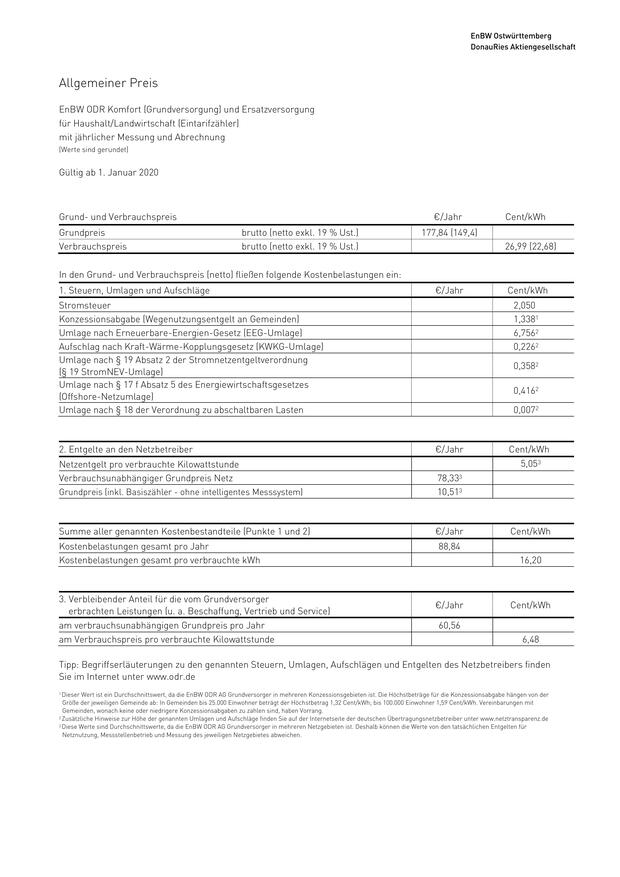 EnBW Ostwürttemberg
DonauRies Aktiengesellschaft
Allgemeiner Preis
EnBW ODR Komfort (Grundversorgung) und Ersatzversorgung
für Haushalt/Landwirtschaft (Eintarifzähler)
mit jährlicher Messung und Abrechnung
(Werte sind gerundet)
Gültig ab 1. Januar 2020
Grund- und Verbrauchspreis €/Jahr Cent/kWh
Grundpreis brutto (netto exkl. 19 % Ust.) 177,84 (149,4)
Verbrauchspreis brutto (netto exkl. 19 % Ust.) 26,99 (22,68)
In den Grund- und Verbrauchspreis (netto) fließen folgende Kostenbelastungen ein:
1. Steuern, Umlagen und Aufschläge €/Jahr Cent/kWh
Stromsteuer 2,050
Konzessionsabgabe (Wegenutzungsentgelt an Gemeinden) 1,338¹
Umlage nach Erneuerbare-Energien-Gesetz (EEG-Umlage) 6,756²
Aufschlag nach Kraft-Wärme-Kopplungsgesetz (KWKG-Umlage) 0,226²
Umlage nach § 19 Absatz 2 der Stromnetzentgeltverordnung
(§ 19 StromNEV-Umlage) 0,358²
Umlage nach § 17 f Absatz 5 des Energiewirtschaftsgesetzes
(Offshore-Netzumlage) 0,416²
Umlage nach § 18 der Verordnung zu abschaltbaren Lasten 0,007²
2. Entgelte an den Netzbetreiber €/Jahr Cent/kWh
Netzentgelt pro verbrauchte Kilowattstunde 5,05³
Verbrauchsunabhängiger Grundpreis Netz 78,33³
Grundpreis (inkl. Basiszähler - ohne intelligentes Messsystem) 10,51³
Summe aller genannten Kostenbestandteile (Punkte 1 und 2) €/Jahr Cent/kWh
Kostenbelastungen gesamt pro Jahr 88,84
Kostenbelastungen gesamt pro verbrauchte kWh 16,20
3. Verbleibender Anteil für die vom Grundversorger
erbrachten Leistungen (u. a. Beschaffung, Vertrieb und Service) €/Jahr Cent/kWh
am verbrauchsunabhängigen Grundpreis pro Jahr 60,56
am Verbrauchspreis pro verbrauchte Kilowattstunde 6,48
Tipp: Begriffserläuterungen zu den genannten Steuern, Umlagen, Aufschlägen und Entgelten des Netzbetreibers finden
Sie im Internet unter www.odr.de
¹ Dieser Wert ist ein Durchschnittswert, da die EnBW ODR AG Grundversorger in mehreren Konzessionsgebieten ist. Die Höchstbeträge für die Konzessionsabgabe hängen von der
Größe der jeweiligen Gemeinde ab: In Gemeinden bis 25.000 Einwohner beträgt der Höchstbetrag 1,32 Cent/kWh, bis 100.000 Einwohner 1,59 Cent/kWh. Vereinbarungen mit
Gemeinden, wonach keine oder niedrigere Konzessionsabgaben zu zahlen sind, haben Vorrang.
² Zusätzliche Hinweise zur Höhe der genannten Umlagen und Aufschläge finden Sie auf der Internetseite der deutschen Übertragungsnetzbetreiber unter www.netztransparenz.de
³ Diese Werte sind Durchschnittswerte, da die EnBW ODR AG Grundversorger in mehreren Netzgebieten ist. Deshalb können die Werte von den tatsächlichen Entgelten für
Netznutzung, Messstellenbetrieb und Messung des jeweiligen Netzgebietes abweichen.